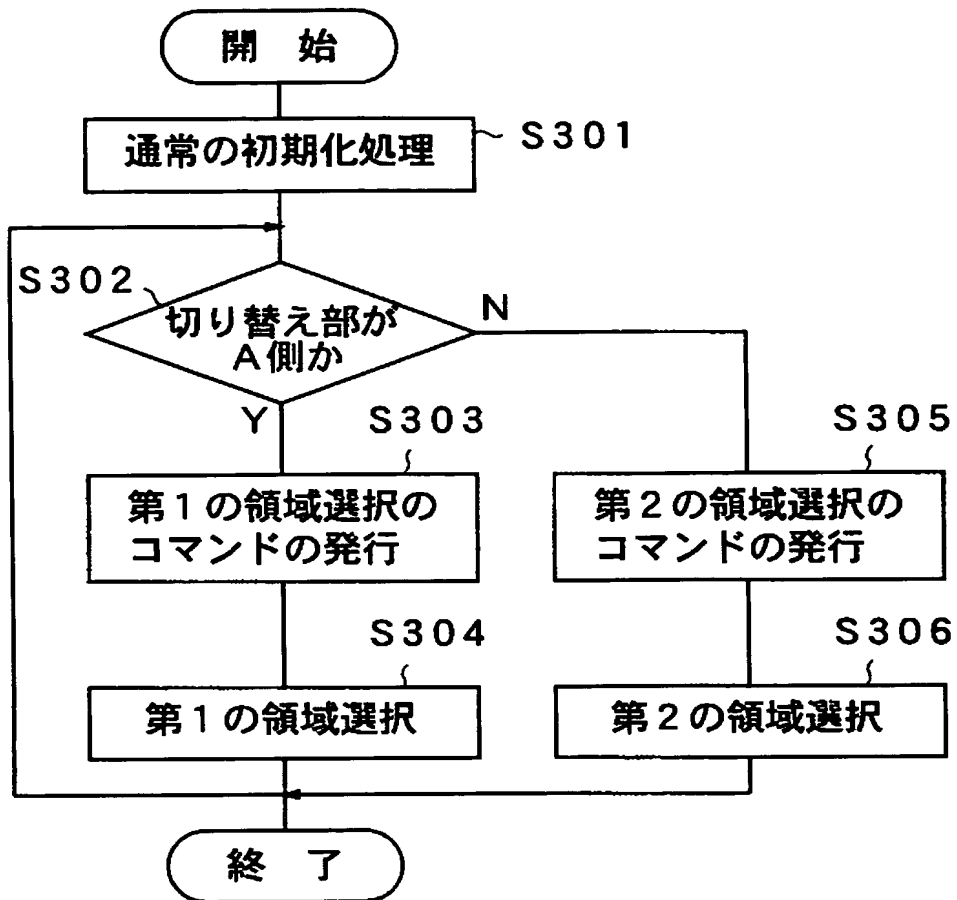 開 始
通常の初期化処理
S301
S302
切り替え部が
A側か
N
Y
S303
第1の領域選択の
コマンドの発行
S305
第2の領域選択の
コマンドの発行
S304
第1の領域選択
S306
第2の領域選択
終 了